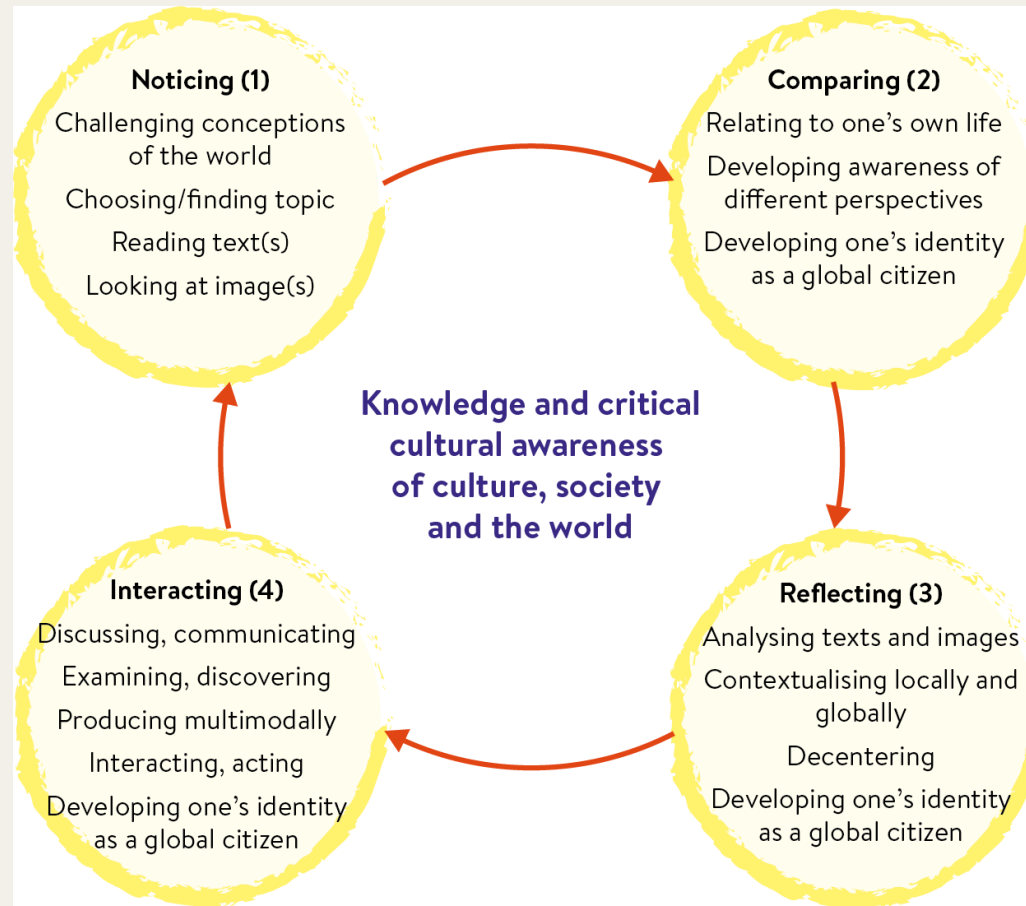 Noticing (1)
Challenging conceptions
of the world
Choosing/finding topic
Reading text(s)
Looking at image(s)
Comparing (2)
Relating to one's own life
Developing awareness of
different perspectives
Developing one's identity
as a global citizen
Knowledge and critical
cultural awareness
of culture, society
and the world
Interacting (4)
Discussing, communicating
Examining, discovering
Producing multimodally
Interacting, acting
Developing one's identity
as a global citizen
Reflecting (3)
Analysing texts and images
Contextualising locally and
globally
Decentering
Developing one's identity
as a global citizen